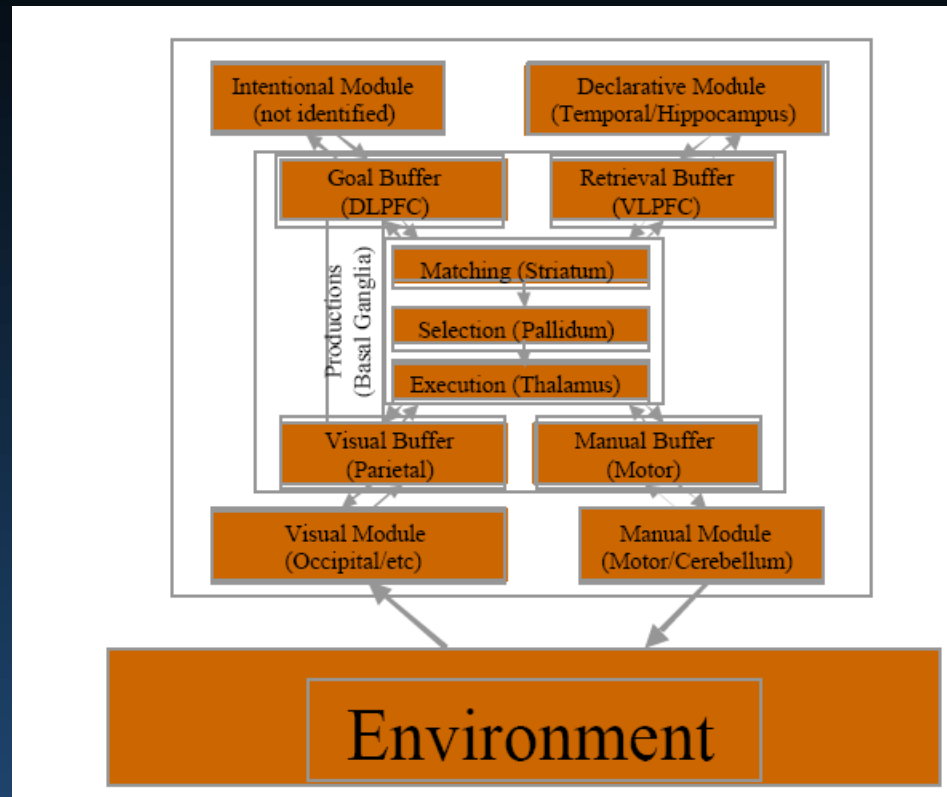 Intentional Module
(not identified)
Declarative Module
(Temporal/Hippocampus)
Goal Buffer
(DLPFC)
Retrieval Buffer
(VLPFC)
Productions
(Basal Ganglia)
Matching (Striatum)
Selection (Pallidum)
Execution (Thalamus)
Visual Buffer
(Parietal)
Manual Buffer
(Motor)
Visual Module
(Occipital/etc)
Manual Module
(Motor/Cerebellum)
Environment